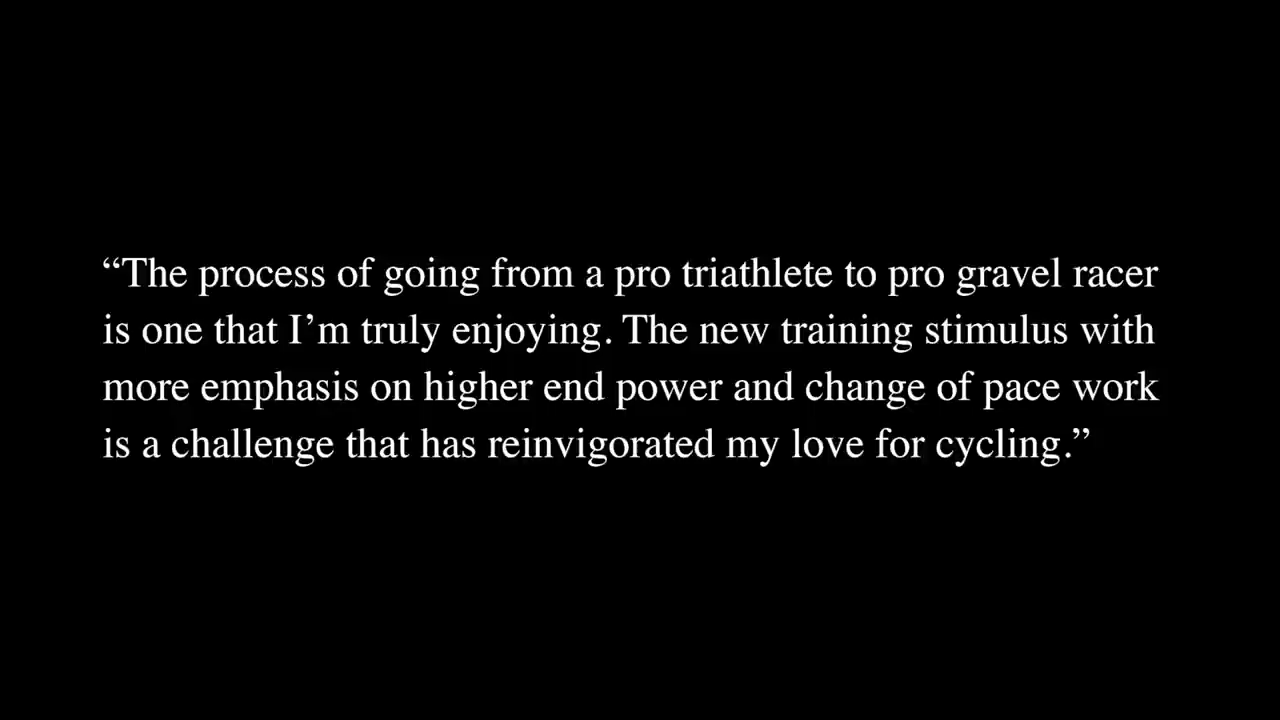 “The process of going from a pro triathlete to pro gravel racer
is one that I’m truly enjoying. The new training stimulus with
more emphasis on higher end power and change of pace work
is a challenge that has reinvigorated my love for cycling.”